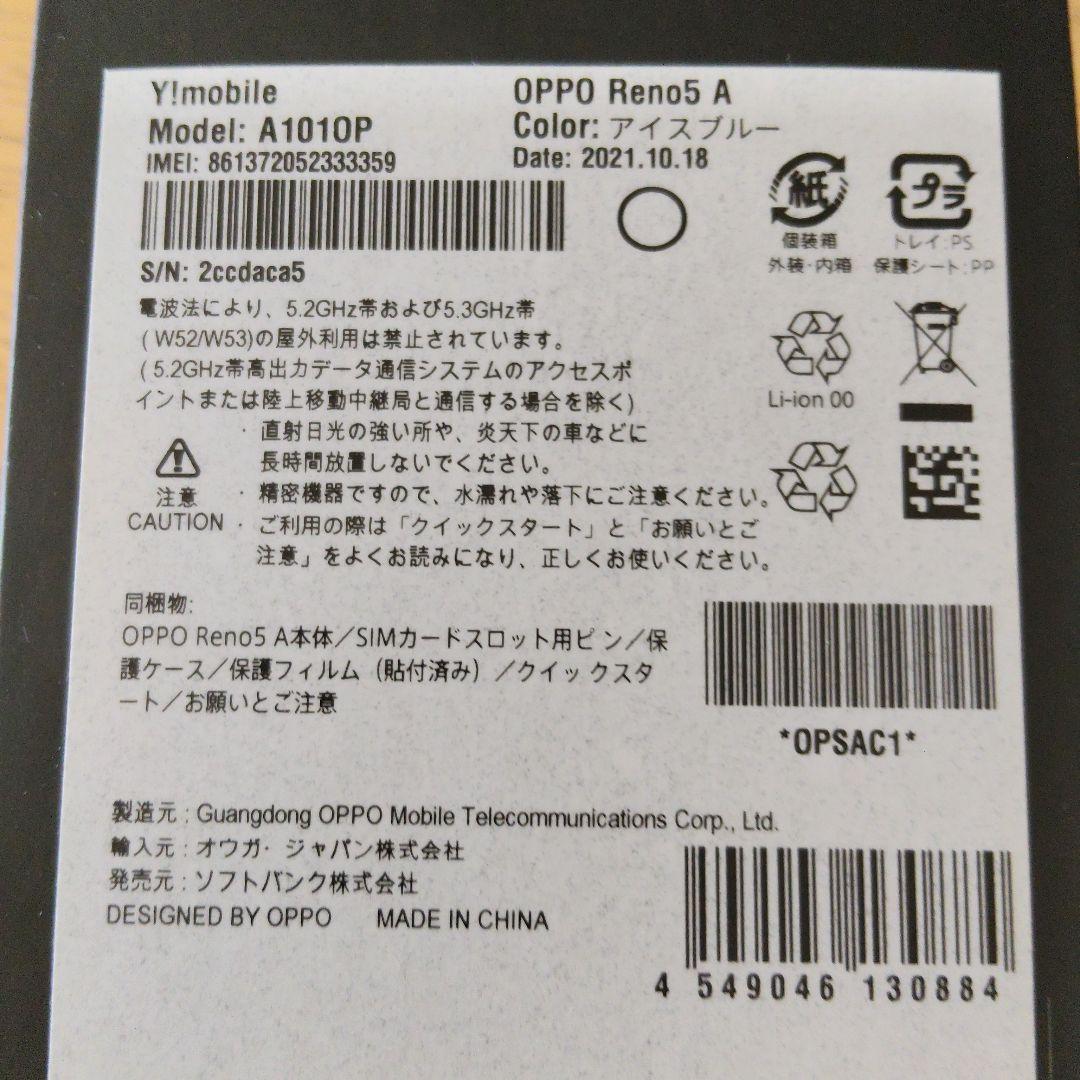 Y!mobile
OPPO Reno5 A
Model: A101OP
Color: アイスブルー
IMEI: 861372052333359
Date: 2021.10.18
紙
プラ
個装箱
外装・内箱
トレイ:PS
保護シート:PP
S/N: 2ccdaca5
電波法により、5.2GHz帯および5.3GHz帯
(W52/W53)の屋外利用は禁止されています。
(5.2GHz帯高出力データ通信システムのアクセスポ
イントまたは陸上移動中継局と通信する場合を除く)
Li-ion 00
注意
CAUTION
・直射日光の強い所や、炎天下の車などに
長時間放置しないでください。
・精密機器ですので、水濡れや落下にご注意ください。
・ご利用の際は「クイックスタート」と「お願いとご
注意」をよくお読みになり、正しくお使いください。
同梱物:
OPPO Reno5 A本体／SIMカードスロット用ピン／保
護ケース／保護フィルム（貼付済み）／クイックスタ
ート／お願いとご注意
*OPSAC1*
製造元：Guangdong OPPO Mobile Telecommunications Corp., Ltd.
輸入元：オウガ・ジャパン株式会社
発売元：ソフトバンク株式会社
DESIGNED BY OPPO MADE IN CHINA
4 549046 130884